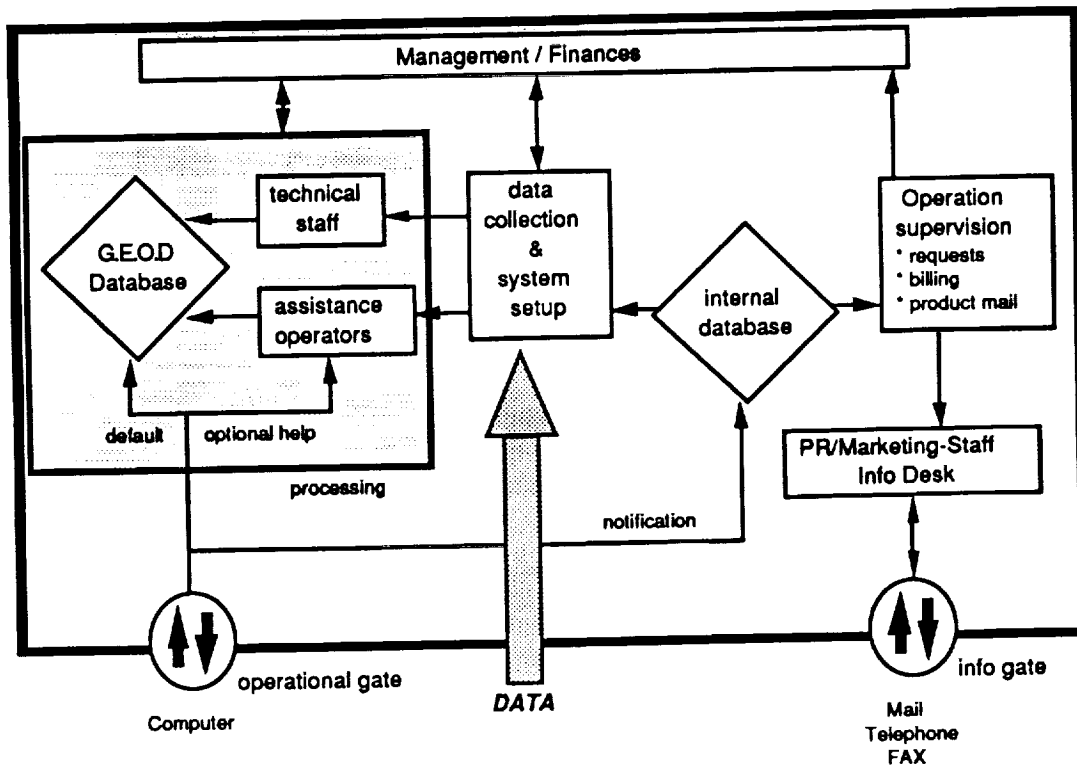 Management / Finances
technical
staff
G.E.O.D
Database
assistance
operators
default
optional help
processing
data
collection
&
system
setup
internal
database
Operation
supervision
* requests
* billing
* product mail
PR/Marketing-Staff
Info Desk
notification
operational gate
Computer
DATA
info gate
Mail
Telephone
FAX